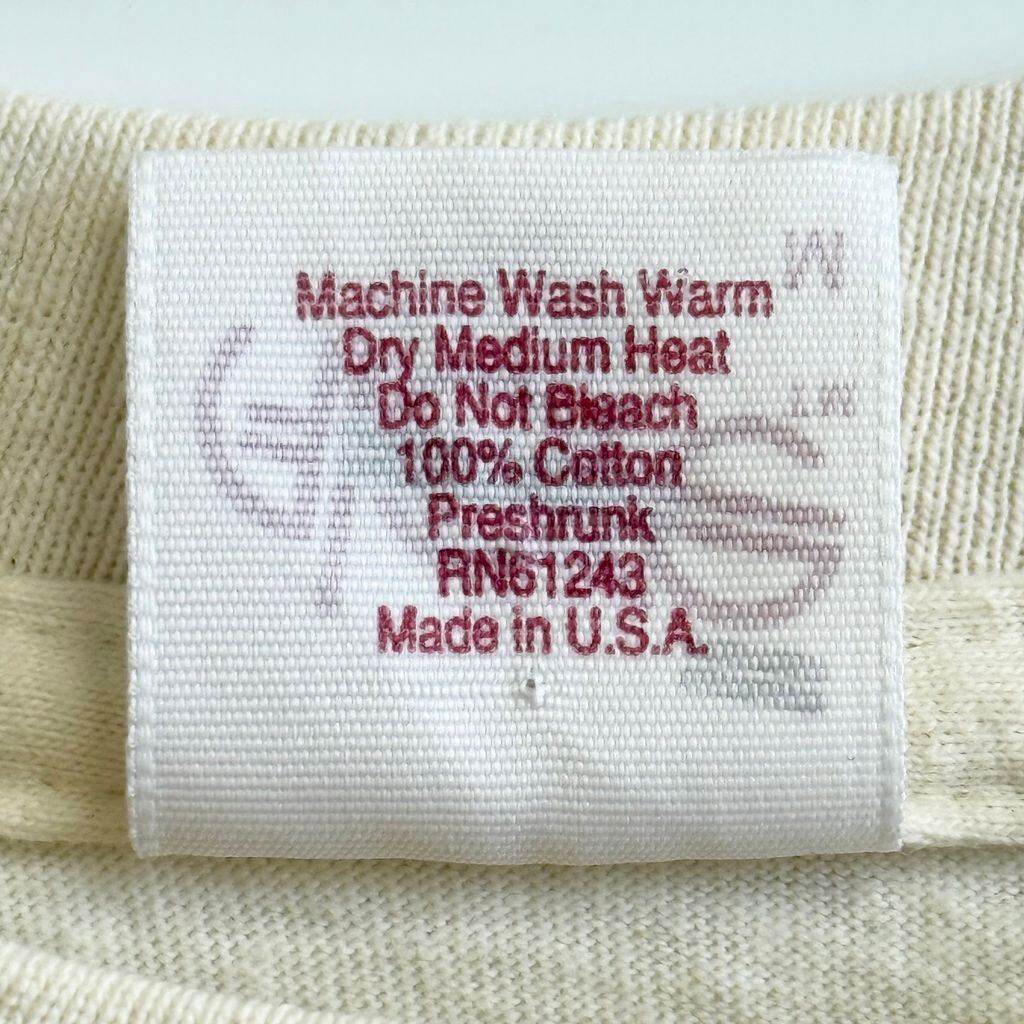 Machine Wash Warm
Dry Medium Heat
Do Not Bleach
100% Cotton
Preshrunk
RN61243
Made in U.S.A.